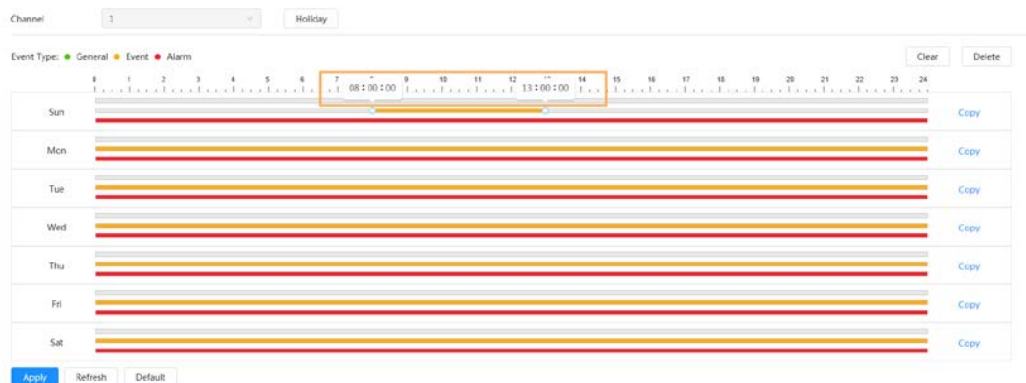 Channel 1 Holiday
Event Type: General Event Alarm Clear Delete
0 1 2 3 4 5 6 7 9 10 11 12 14 15 16 17 18 19 20 21 22 23 24
08:00:00 13:00:00
Sun Copy
Mon Copy
Tue Copy
Wed Copy
Thu Copy
Fri Copy
Sat Copy
Apply Refresh Default